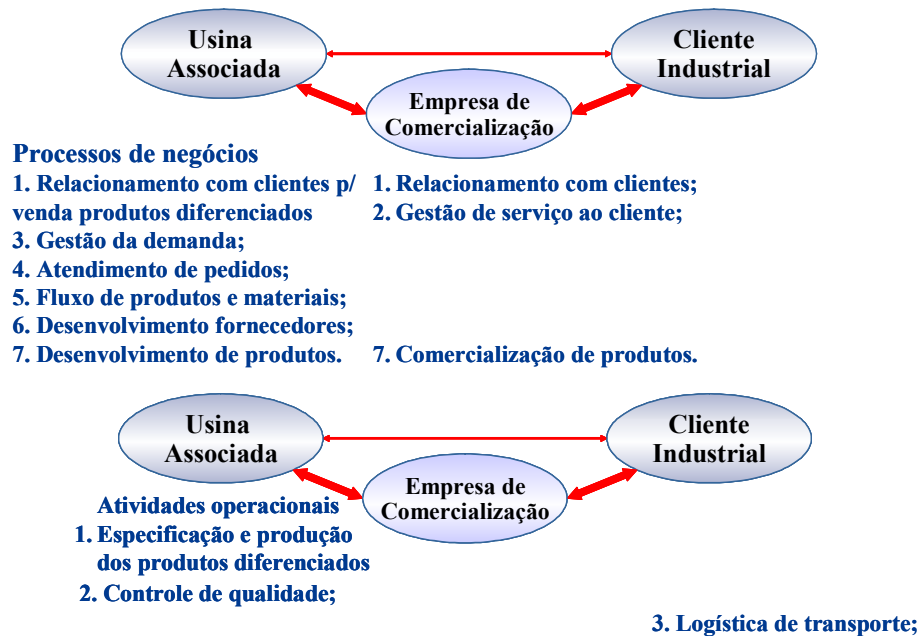 Usina
Associada
Cliente
Industrial
Empresa de
Comercialização
Processos de negócios
1. Relacionamento com clientes p/
venda produtos diferenciados
3. Gestão da demanda;
4. Atendimento de pedidos;
5. Fluxo de produtos e materiais;
6. Desenvolvimento fornecedores;
7. Desenvolvimento de produtos.
1. Relacionamento com clientes;
2. Gestão de serviço ao cliente;
7. Comercialização de produtos.
Usina
Associada
Cliente
Industrial
Empresa de
Comercialização
Atividades operacionais
1. Especificação e produção
dos produtos diferenciados
2. Controle de qualidade;
3. Logística de transporte;